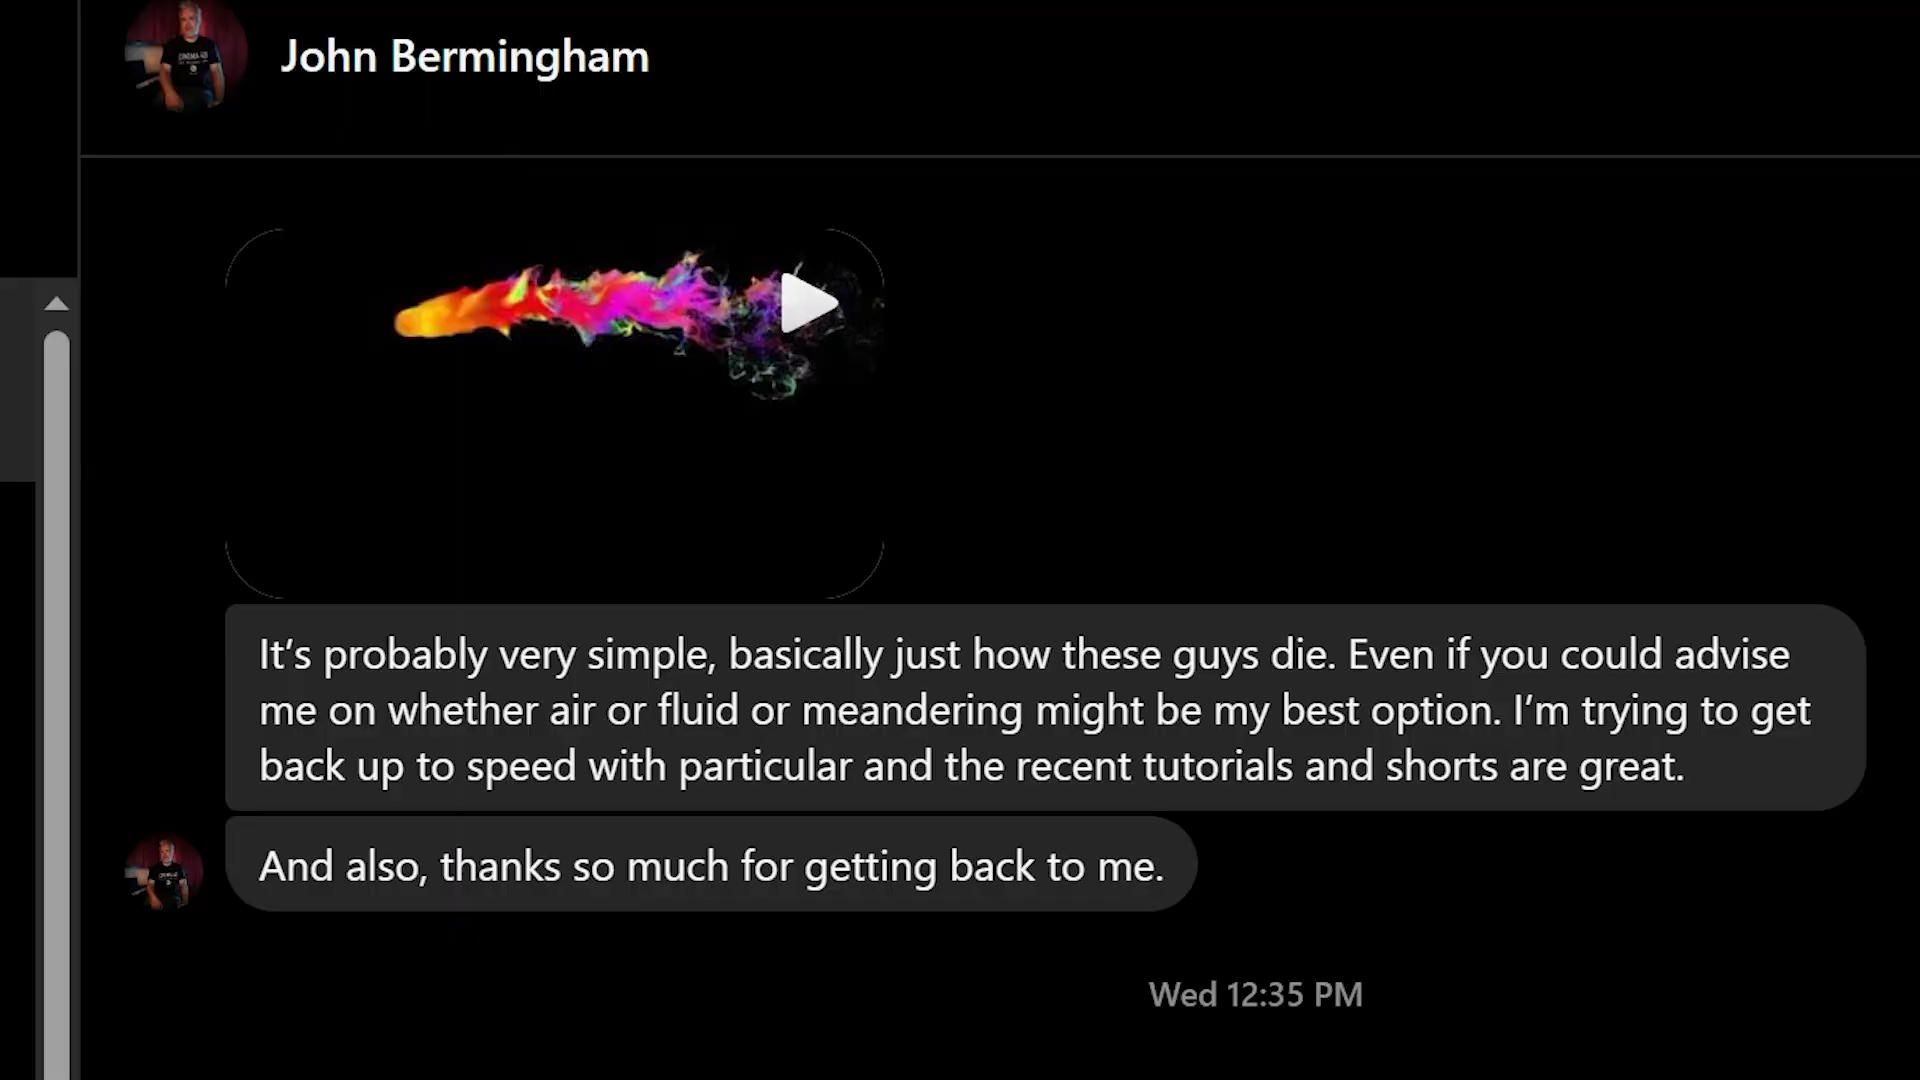 John Bermingham
It’s probably very simple, basically just how these guys die. Even if you could advise
me on whether air or fluid or meandering might be my best option. I’m trying to get
back up to speed with particular and the recent tutorials and shorts are great.
And also, thanks so much for getting back to me.
Wed 12:35 PM